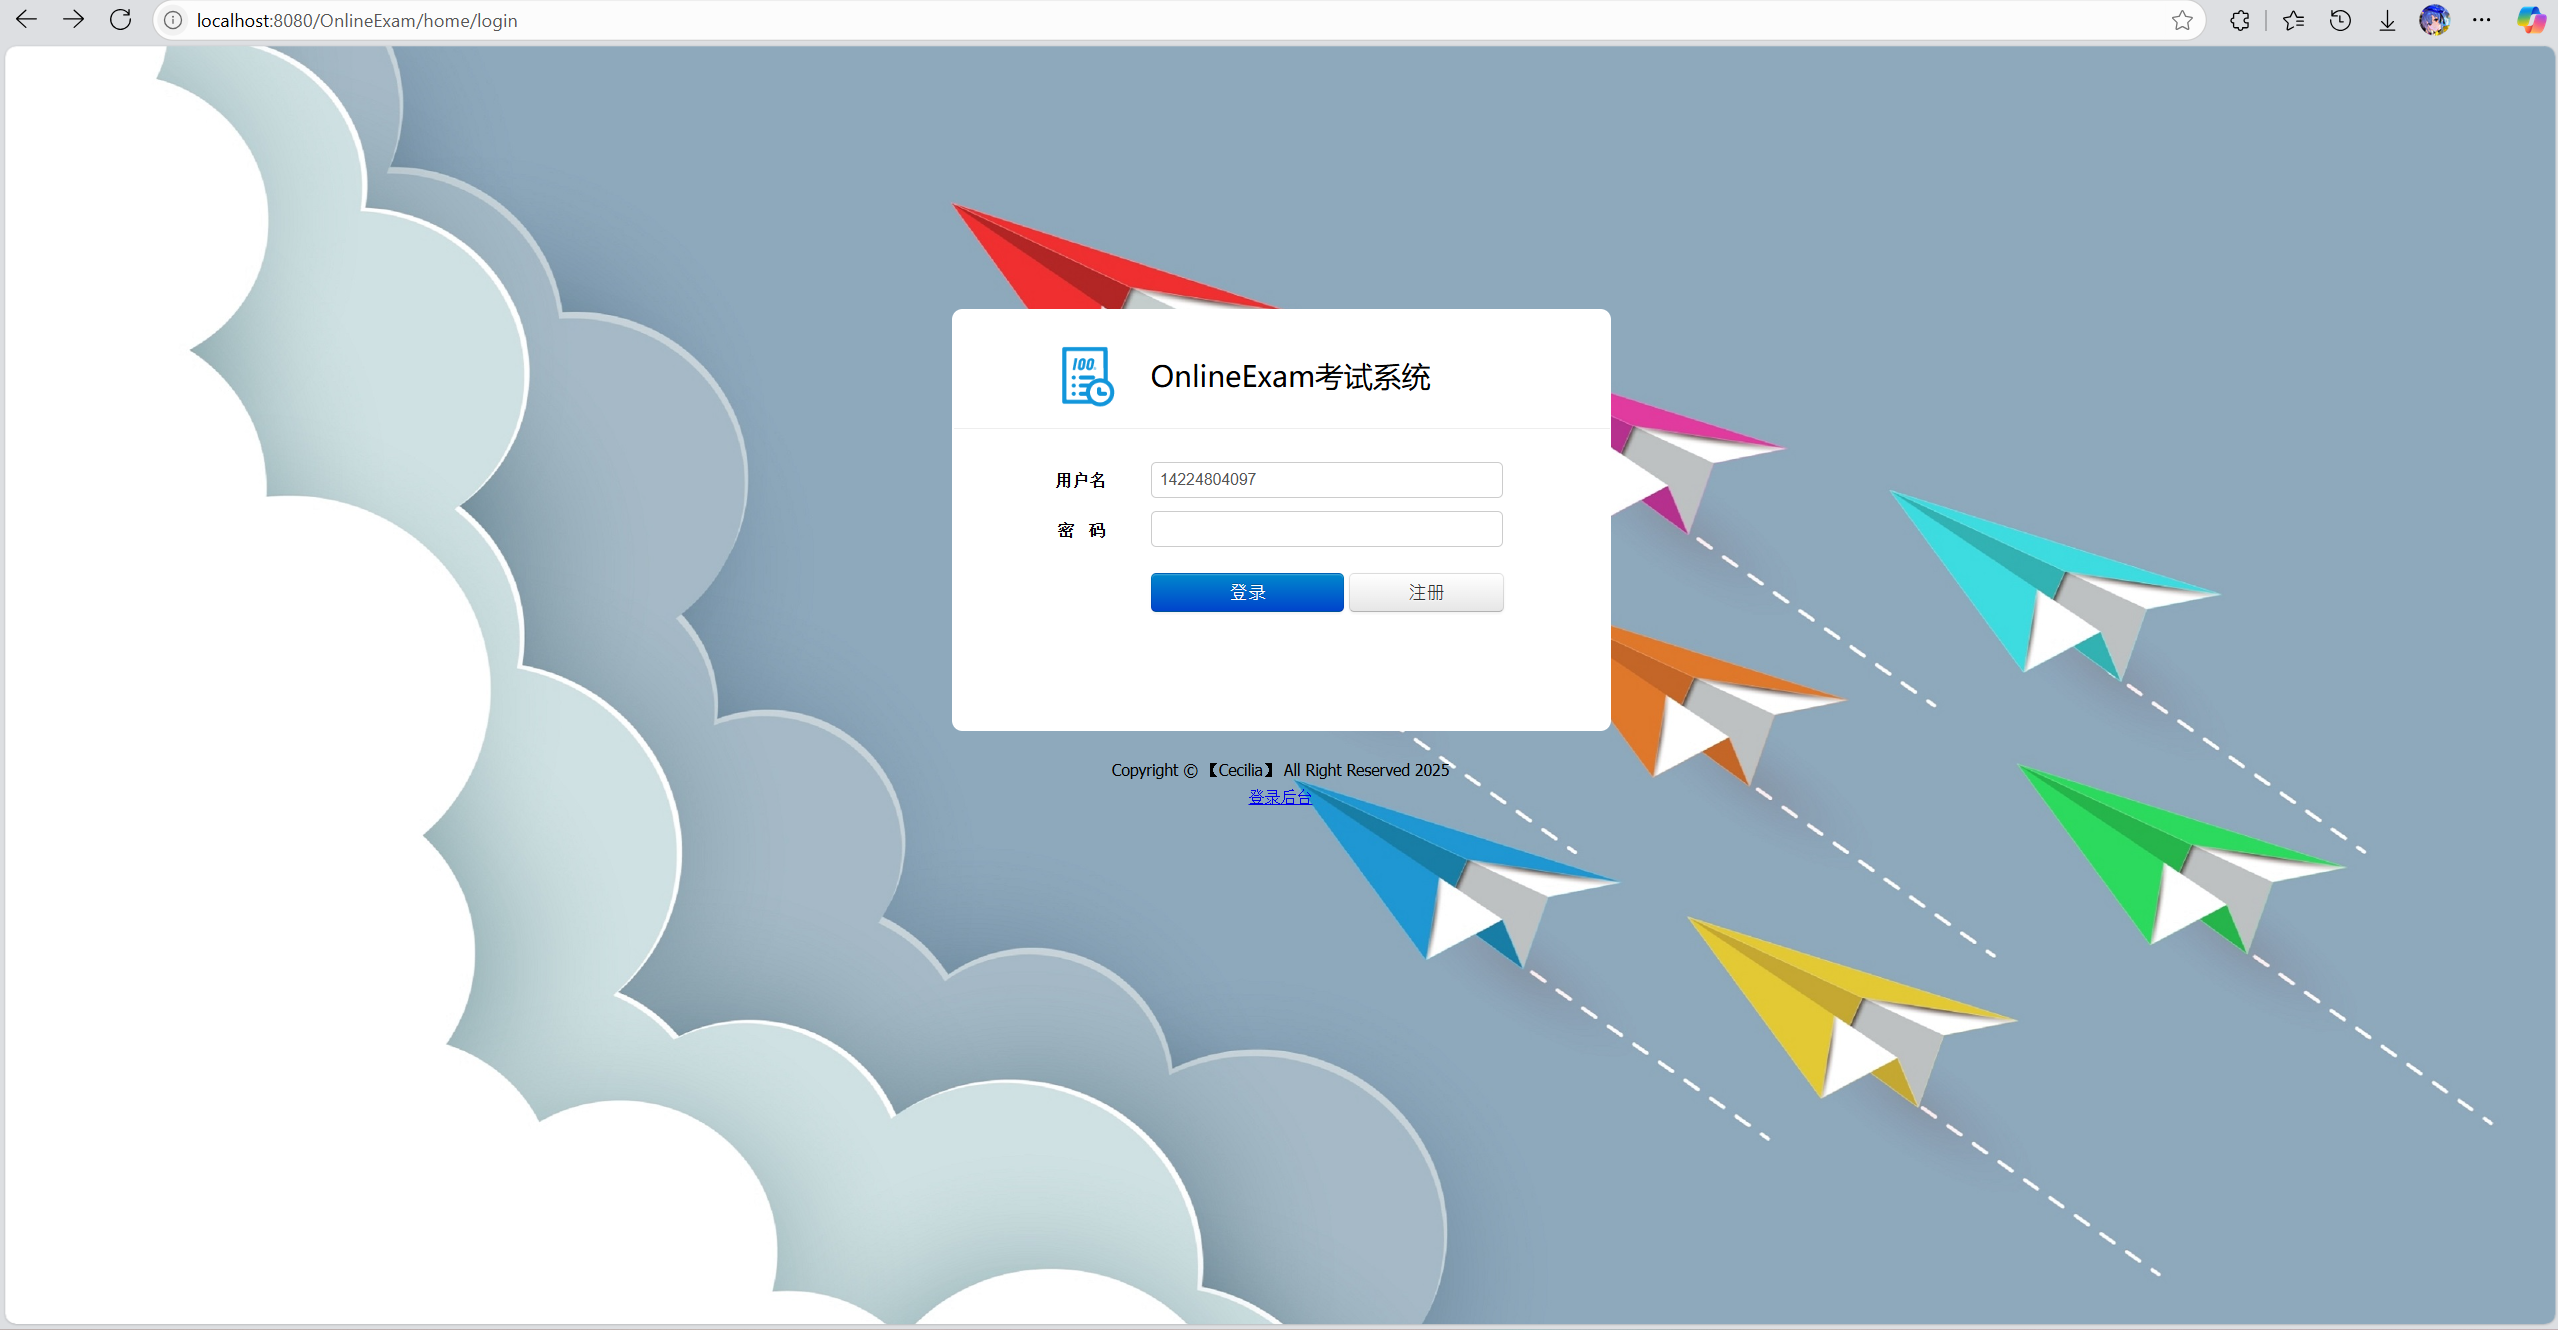 localhost:8080/OnlineExam/home/login
100
OnlineExam考试系统
用户名 14224804097
密 码
登录 注册
Copyright © 【Cecilia】 All Right Reserved 2025
登录后台